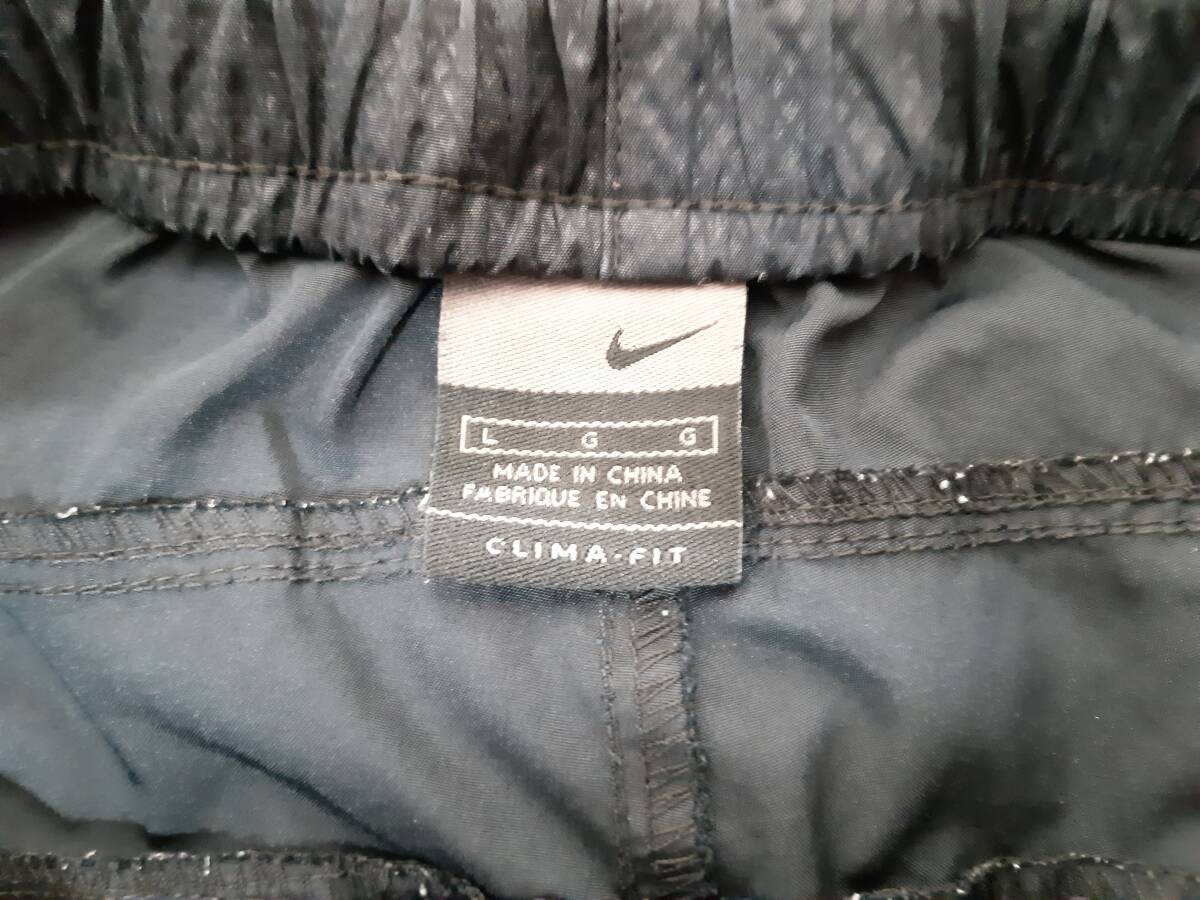 L G G
MADE IN CHINA
FABRIQUE EN CHINE
CLIMA-FIT